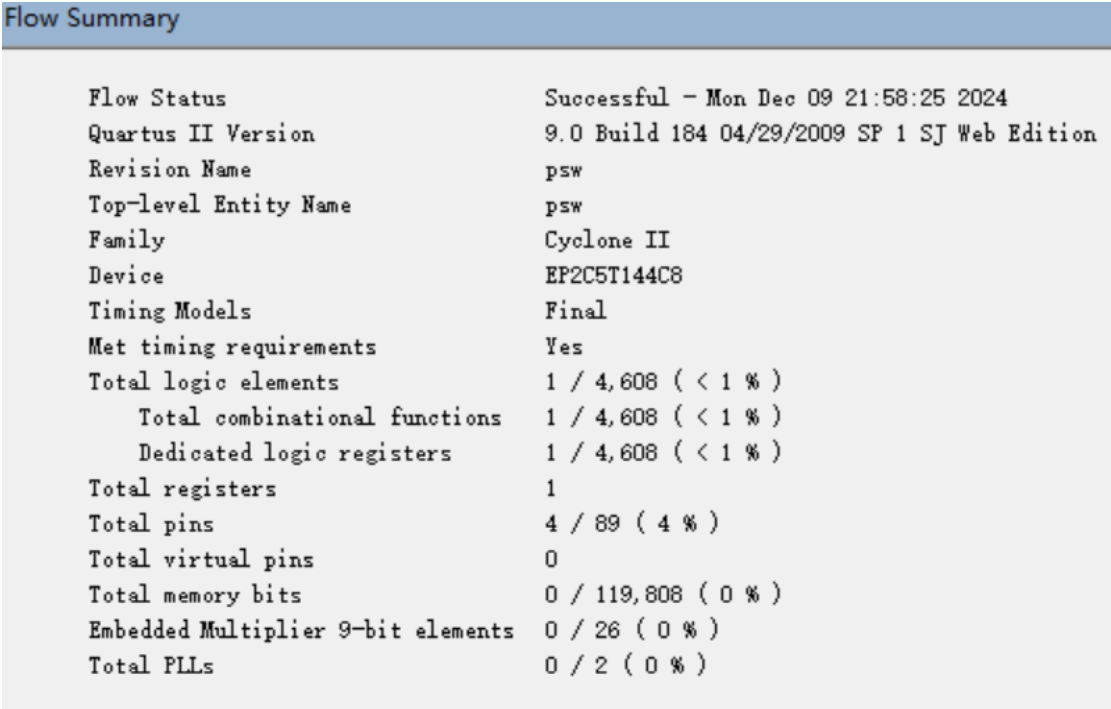 Flow Summary
Flow Status Successful - Mon Dec 09 21:58:25 2024
Quartus II Version 9.0 Build 184 04/29/2009 SP 1 SJ Web Edition
Revision Name psw
Top-level Entity Name psw
Family Cyclone II
Device EP2C5T144C8
Timing Models Final
Met timing requirements Yes
Total logic elements 1 / 4,608 ( < 1 % )
Total combinational functions 1 / 4,608 ( < 1 % )
Dedicated logic registers 1 / 4,608 ( < 1 % )
Total registers 1
Total pins 4 / 89 ( 4 % )
Total virtual pins 0
Total memory bits 0 / 119,808 ( 0 % )
Embedded Multiplier 9-bit elements 0 / 26 ( 0 % )
Total PLLs 0 / 2 ( 0 % )